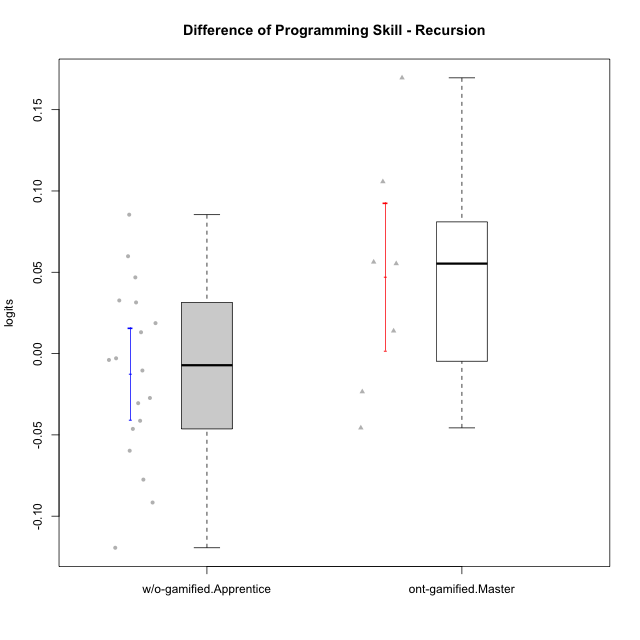 Difference of Programming Skill - Recursion
0.15
0.10
0.05
0.00
-0.05
-0.10
logits
w/o-gamified.Apprentice
ont-gamified.Master